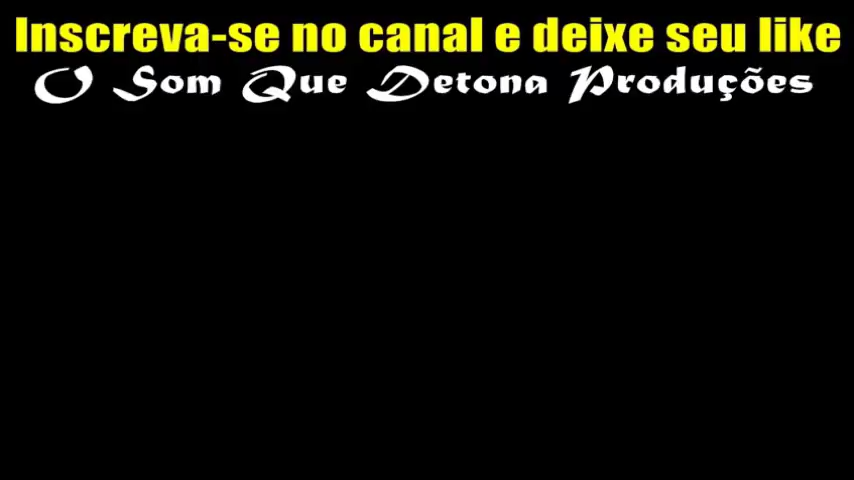 Inscreva-se no canal e deixe seu like
O Som Que Detona Produções